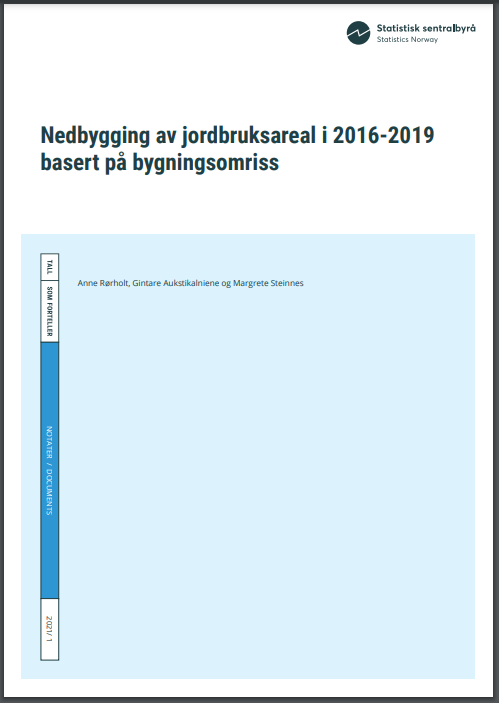 Statistisk sentralbyrå
Statistics Norway
Nedbygging av jordbruksareal i 2016-2019
basert på bygningsomriss
TALL
SOM FORTELLER
Anne Rørholt, Gintare Aukstikalniene og Margrete Steinnes
NOTATER / DOCUMENTS
2021/ 1